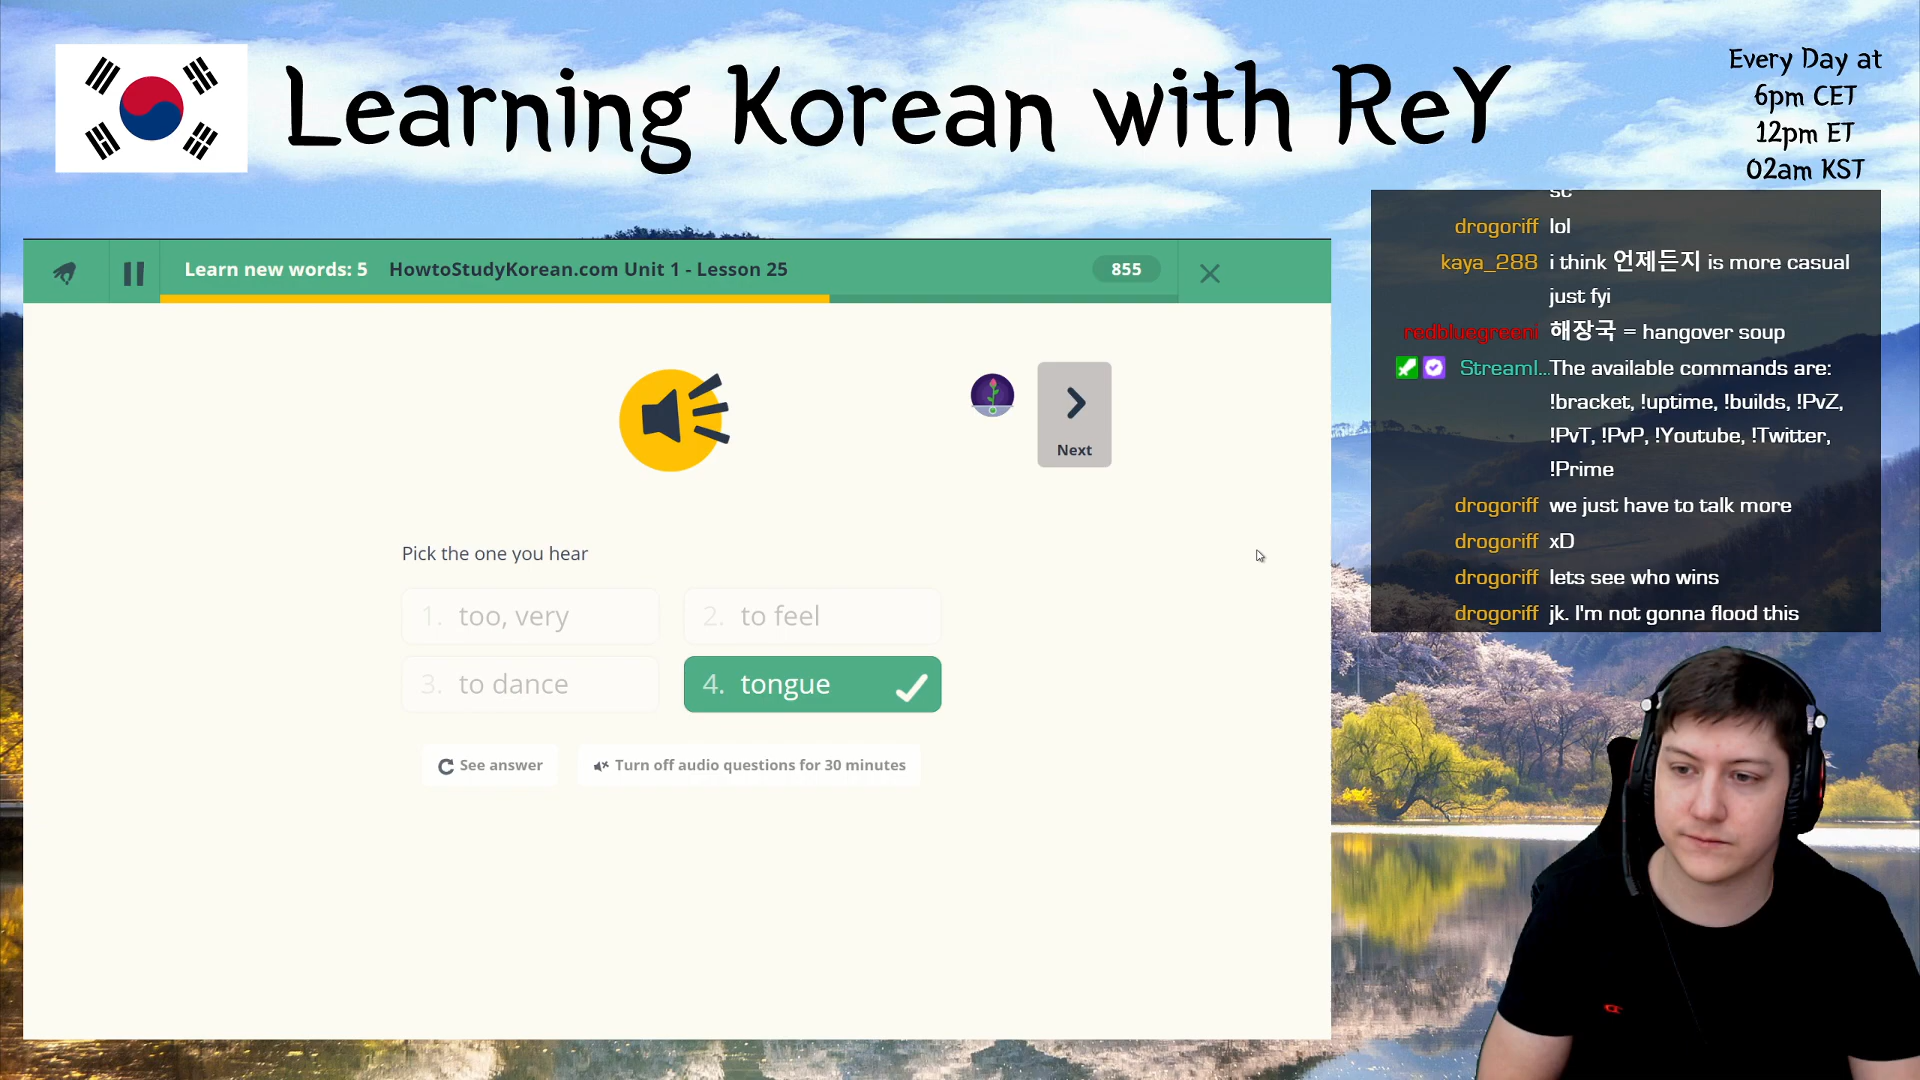 Learning Korean with ReY
Every Day at
6pm CET
12pm ET
02am KST
sc
drogoriff lol
kaya_288 i think 언제든지 is more casual
just fyi
redbluegreeni 해장국 = hangover soup
Streaml... The available commands are:
!bracket, !uptime, !builds, !PvZ,
!PvT, !PvP, !Youtube, !Twitter,
!Prime
drogoriff we just have to talk more
drogoriff xD
drogoriff lets see who wins
drogoriff jk. I'm not gonna flood this
Learn new words: 5 HowtoStudyKorean.com Unit 1 - Lesson 25 855
Next
Pick the one you hear
1. too, very 2. to feel
3. to dance 4. tongue
See answer Turn off audio questions for 30 minutes